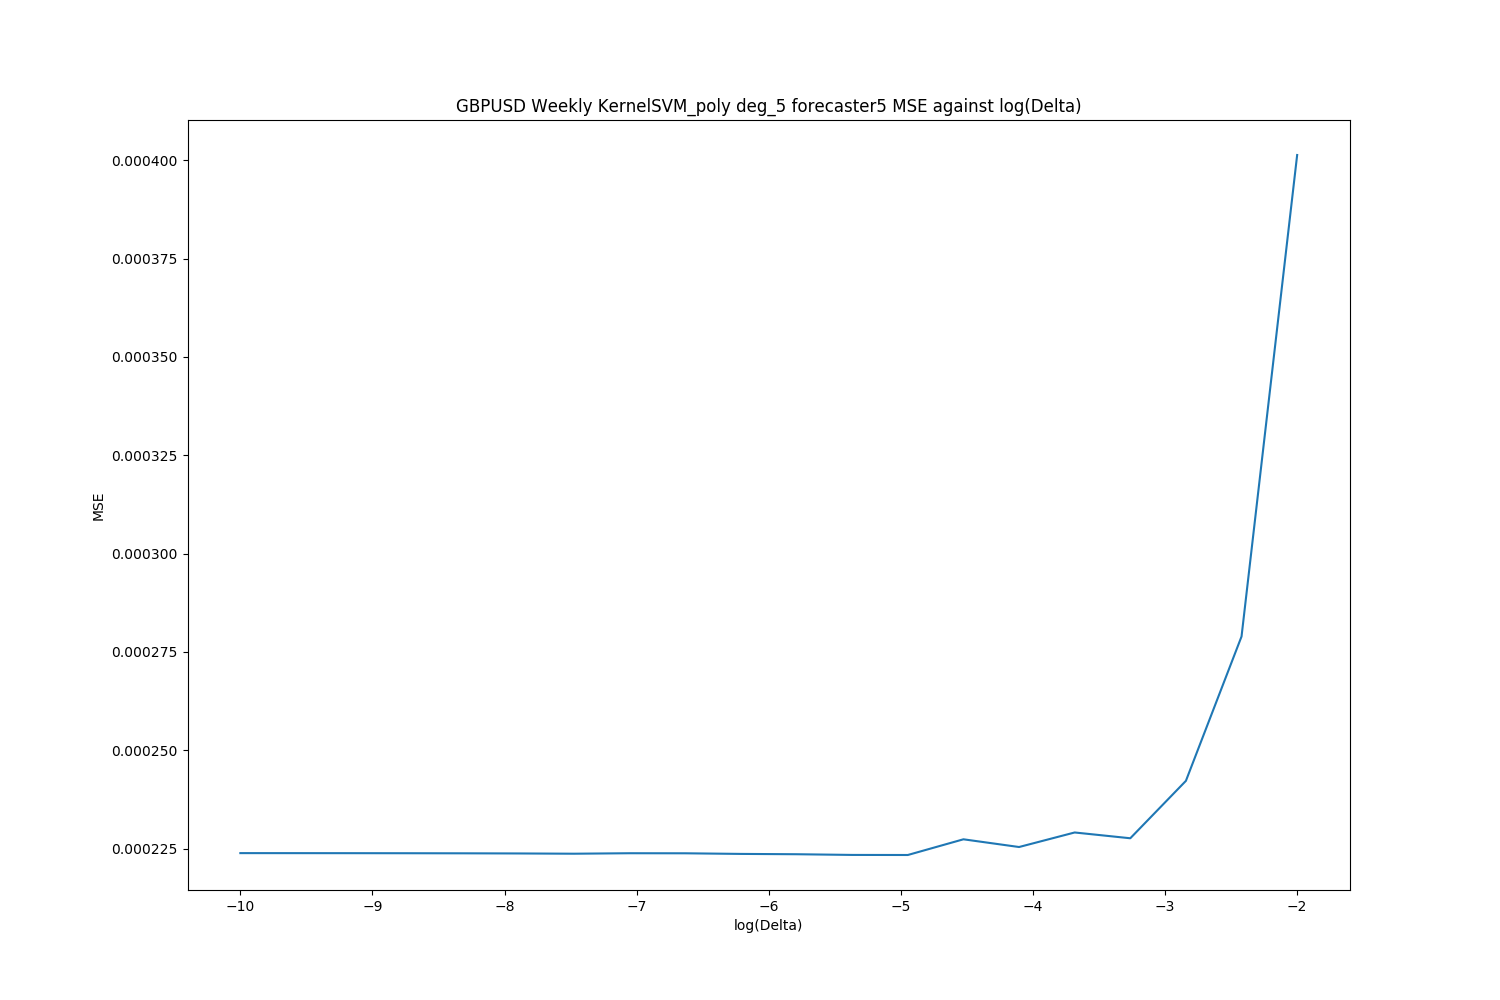 GBPUSD Weekly KernelSVM_poly deg_5 forecaster5 MSE against log(Delta)
0.000400
0.000375
0.000350
0.000325
0.000300
0.000275
0.000250
0.000225
MSE
−10 −9 −8 −7 −6 −5 −4 −3 −2
log(Delta)